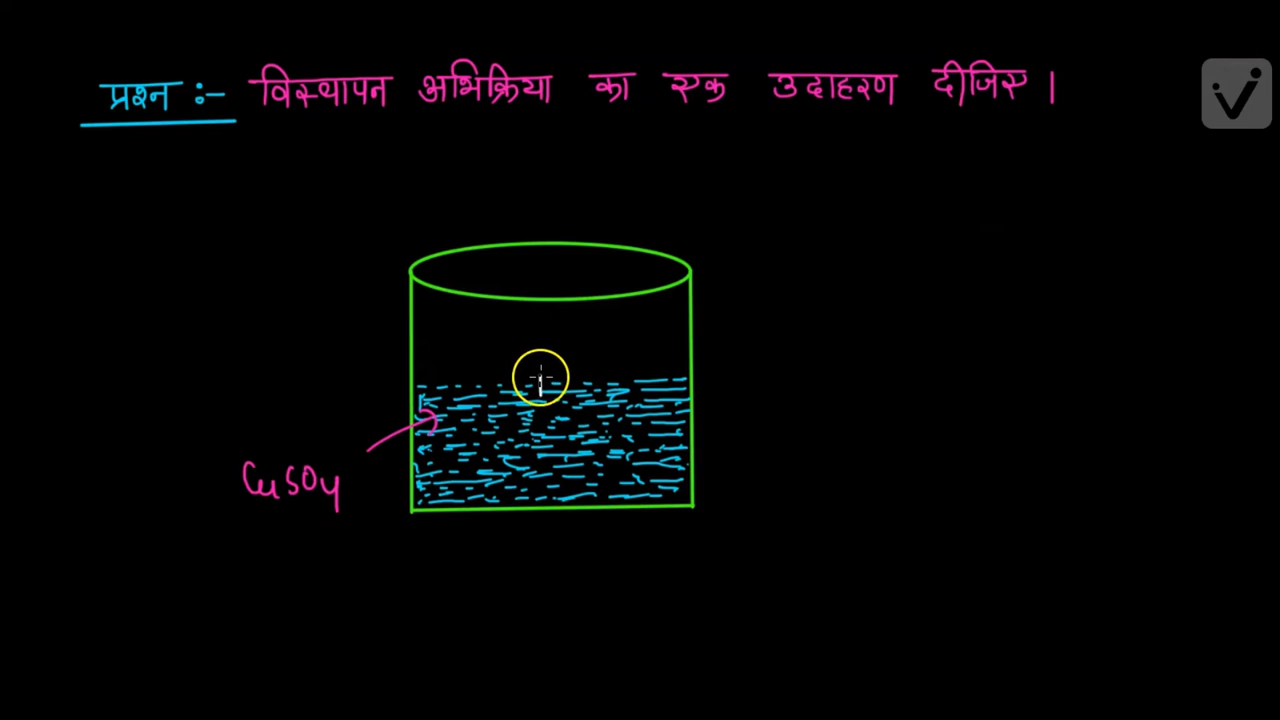 प्रश्न :- विस्थापन अभिक्रिया का एक उदाहरण दीजिए ।
CuSO4